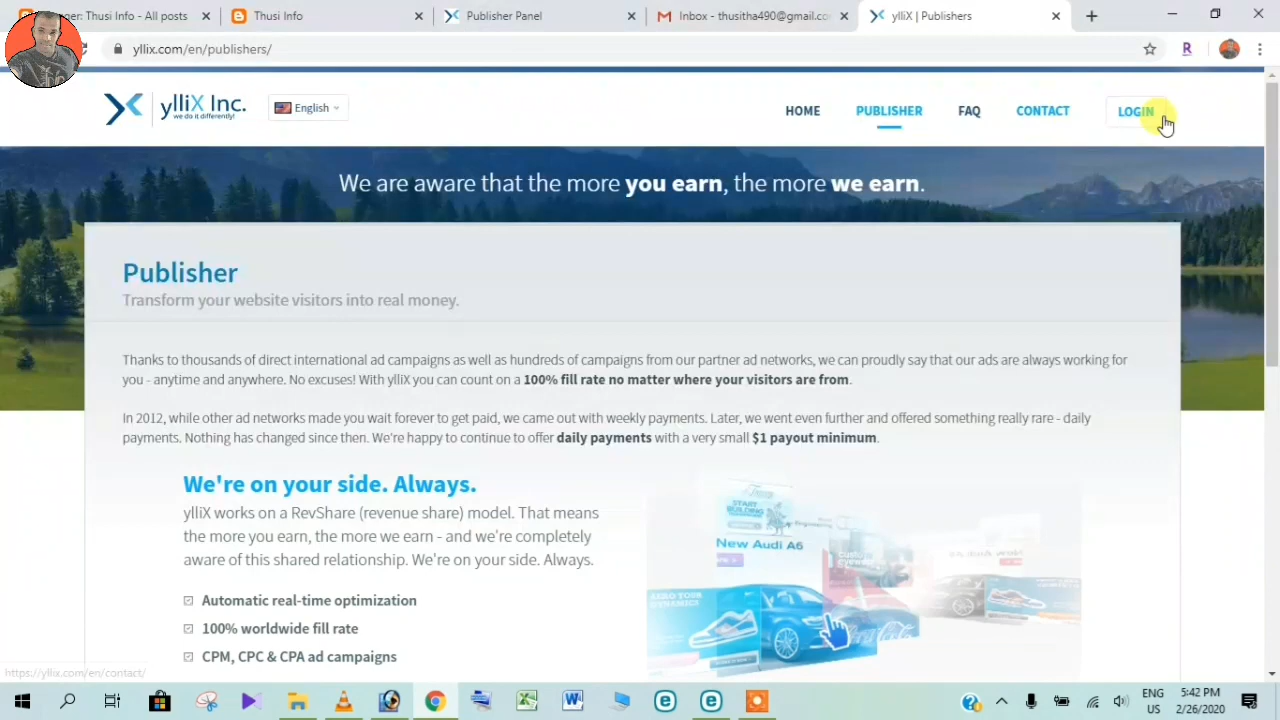 per: Thusi Info - All post
Thusi Info
Publisher Panel
Inbox - thusitha490@gmail.co
ylliX | Publishers
yllix.com/en/publishers/
ylliX Inc.
we do it differently!
English
HOME
PUBLISHER
FAQ
CONTACT
LOGIN
We are aware that the more you earn, the more we earn.
Publisher
Transform your website visitors into real money.
Thanks to thousands of direct international ad campaigns as well as hundreds of campaigns from our partner ad networks, we can proudly say that our ads are always working for
you - anytime and anywhere. No excuses! With ylliX you can count on a 100% fill rate no matter where your visitors are from.
In 2012, while other ad networks made you wait forever to get paid, we came out with weekly payments. Later, we went even further and offered something really rare - daily
payments. Nothing has changed since then. We're happy to continue to offer daily payments with a very small $1 payout minimum.
We're on your side. Always.
ylliX works on a RevShare (revenue share) model. That means
the more you earn, the more we earn - and we're completely
aware of this shared relationship. We're on your side. Always.
Automatic real-time optimization
100% worldwide fill rate
CPM, CPC & CPA ad campaigns
START
BUILDING
New Audi A6
AERO TOUR
DYNAMICS
https://yllix.com/en/contact/
ENG
US
5:42 PM
2/26/2020